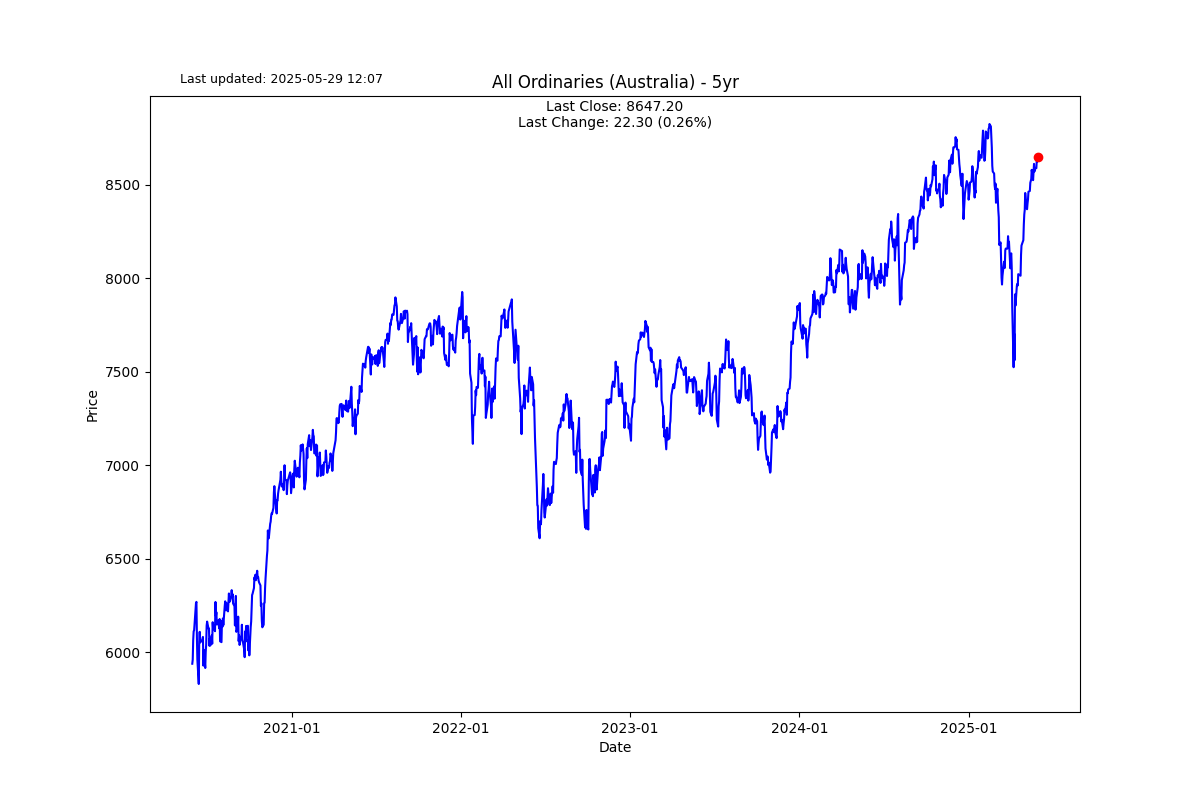 Last updated: 2025-05-29 12:07
All Ordinaries (Australia) - 5yr
Last Close: 8647.20
Last Change: 22.30 (0.26%)
Price
8500
8000
7500
7000
6500
6000
2021-01
2022-01
2023-01
2024-01
2025-01
Date